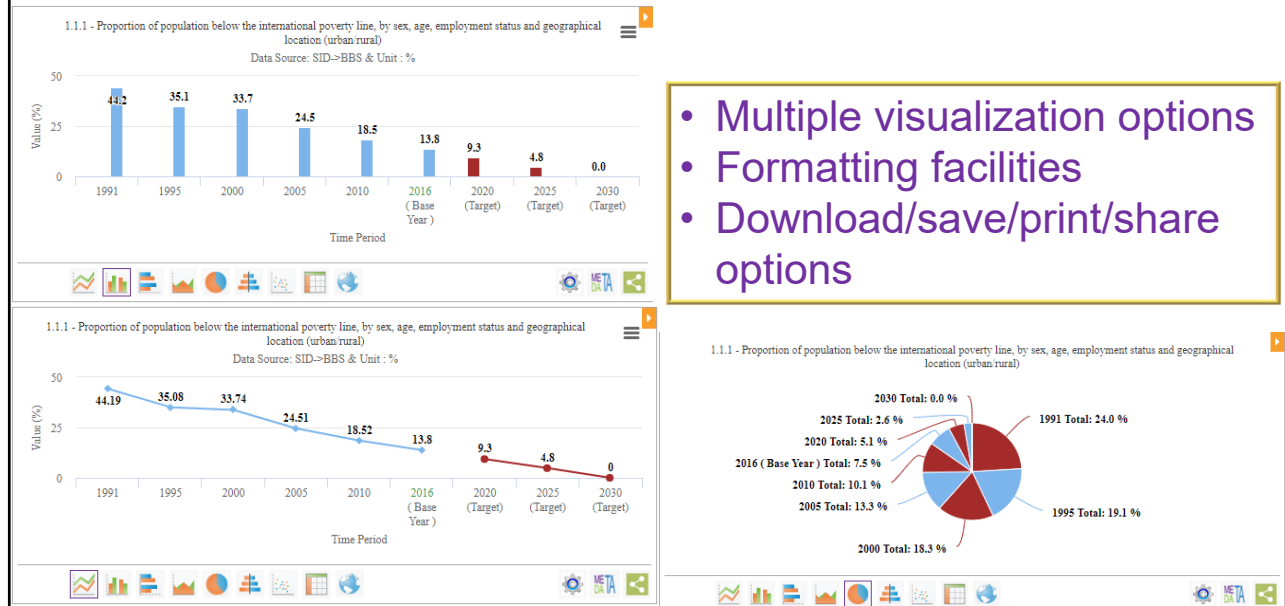 1.1.1 - Proportion of population below the international poverty line, by sex, age, employment status and geographical
location (urban/rural)
Data Source: SID->BBS & Unit : %
50
25
0
Value (%)
44.2
35.1
33.7
24.5
18.5
13.8
9.3
4.8
0.0
1991
1995
2000
2005
2010
2016
( Base
Year )
2020
(Target)
2025
(Target)
2030
(Target)
Time Period
META
DA
• Multiple visualization options
• Formatting facilities
• Download/save/print/share
options
1.1.1 - Proportion of population below the international poverty line, by sex, age, employment status and geographical
location (urban/rural)
Data Source: SID->BBS & Unit : %
50
25
0
Value (%)
44.19
35.08
33.74
24.51
18.52
13.8
9.3
4.8
0
1991
1995
2000
2005
2010
2016
( Base
Year )
2020
(Target)
2025
(Target)
2030
(Target)
Time Period
META
DA
1.1.1 - Proportion of population below the international poverty line, by sex, age, employment status and geographical
location (urban/rural)
2030 Total: 0.0 %
2025 Total: 2.6 %
2020 Total: 5.1 %
2016 ( Base Year ) Total: 7.5 %
2010 Total: 10.1 %
2005 Total: 13.3 %
2000 Total: 18.3 %
1991 Total: 24.0 %
1995 Total: 19.1 %
META
DA